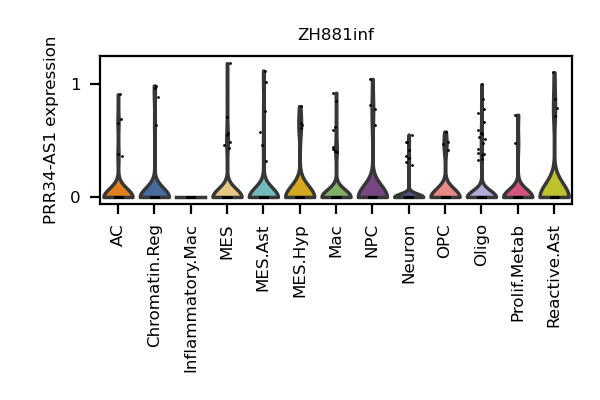 ZH881inf
PRR34-AS1 expression
1
0
AC
Chromatin.Reg
Inflammatory.Mac
MES
MES.Ast
MES.Hyp
Mac
NPC
Neuron
OPC
Oligo
Prolif.Metab
Reactive.Ast